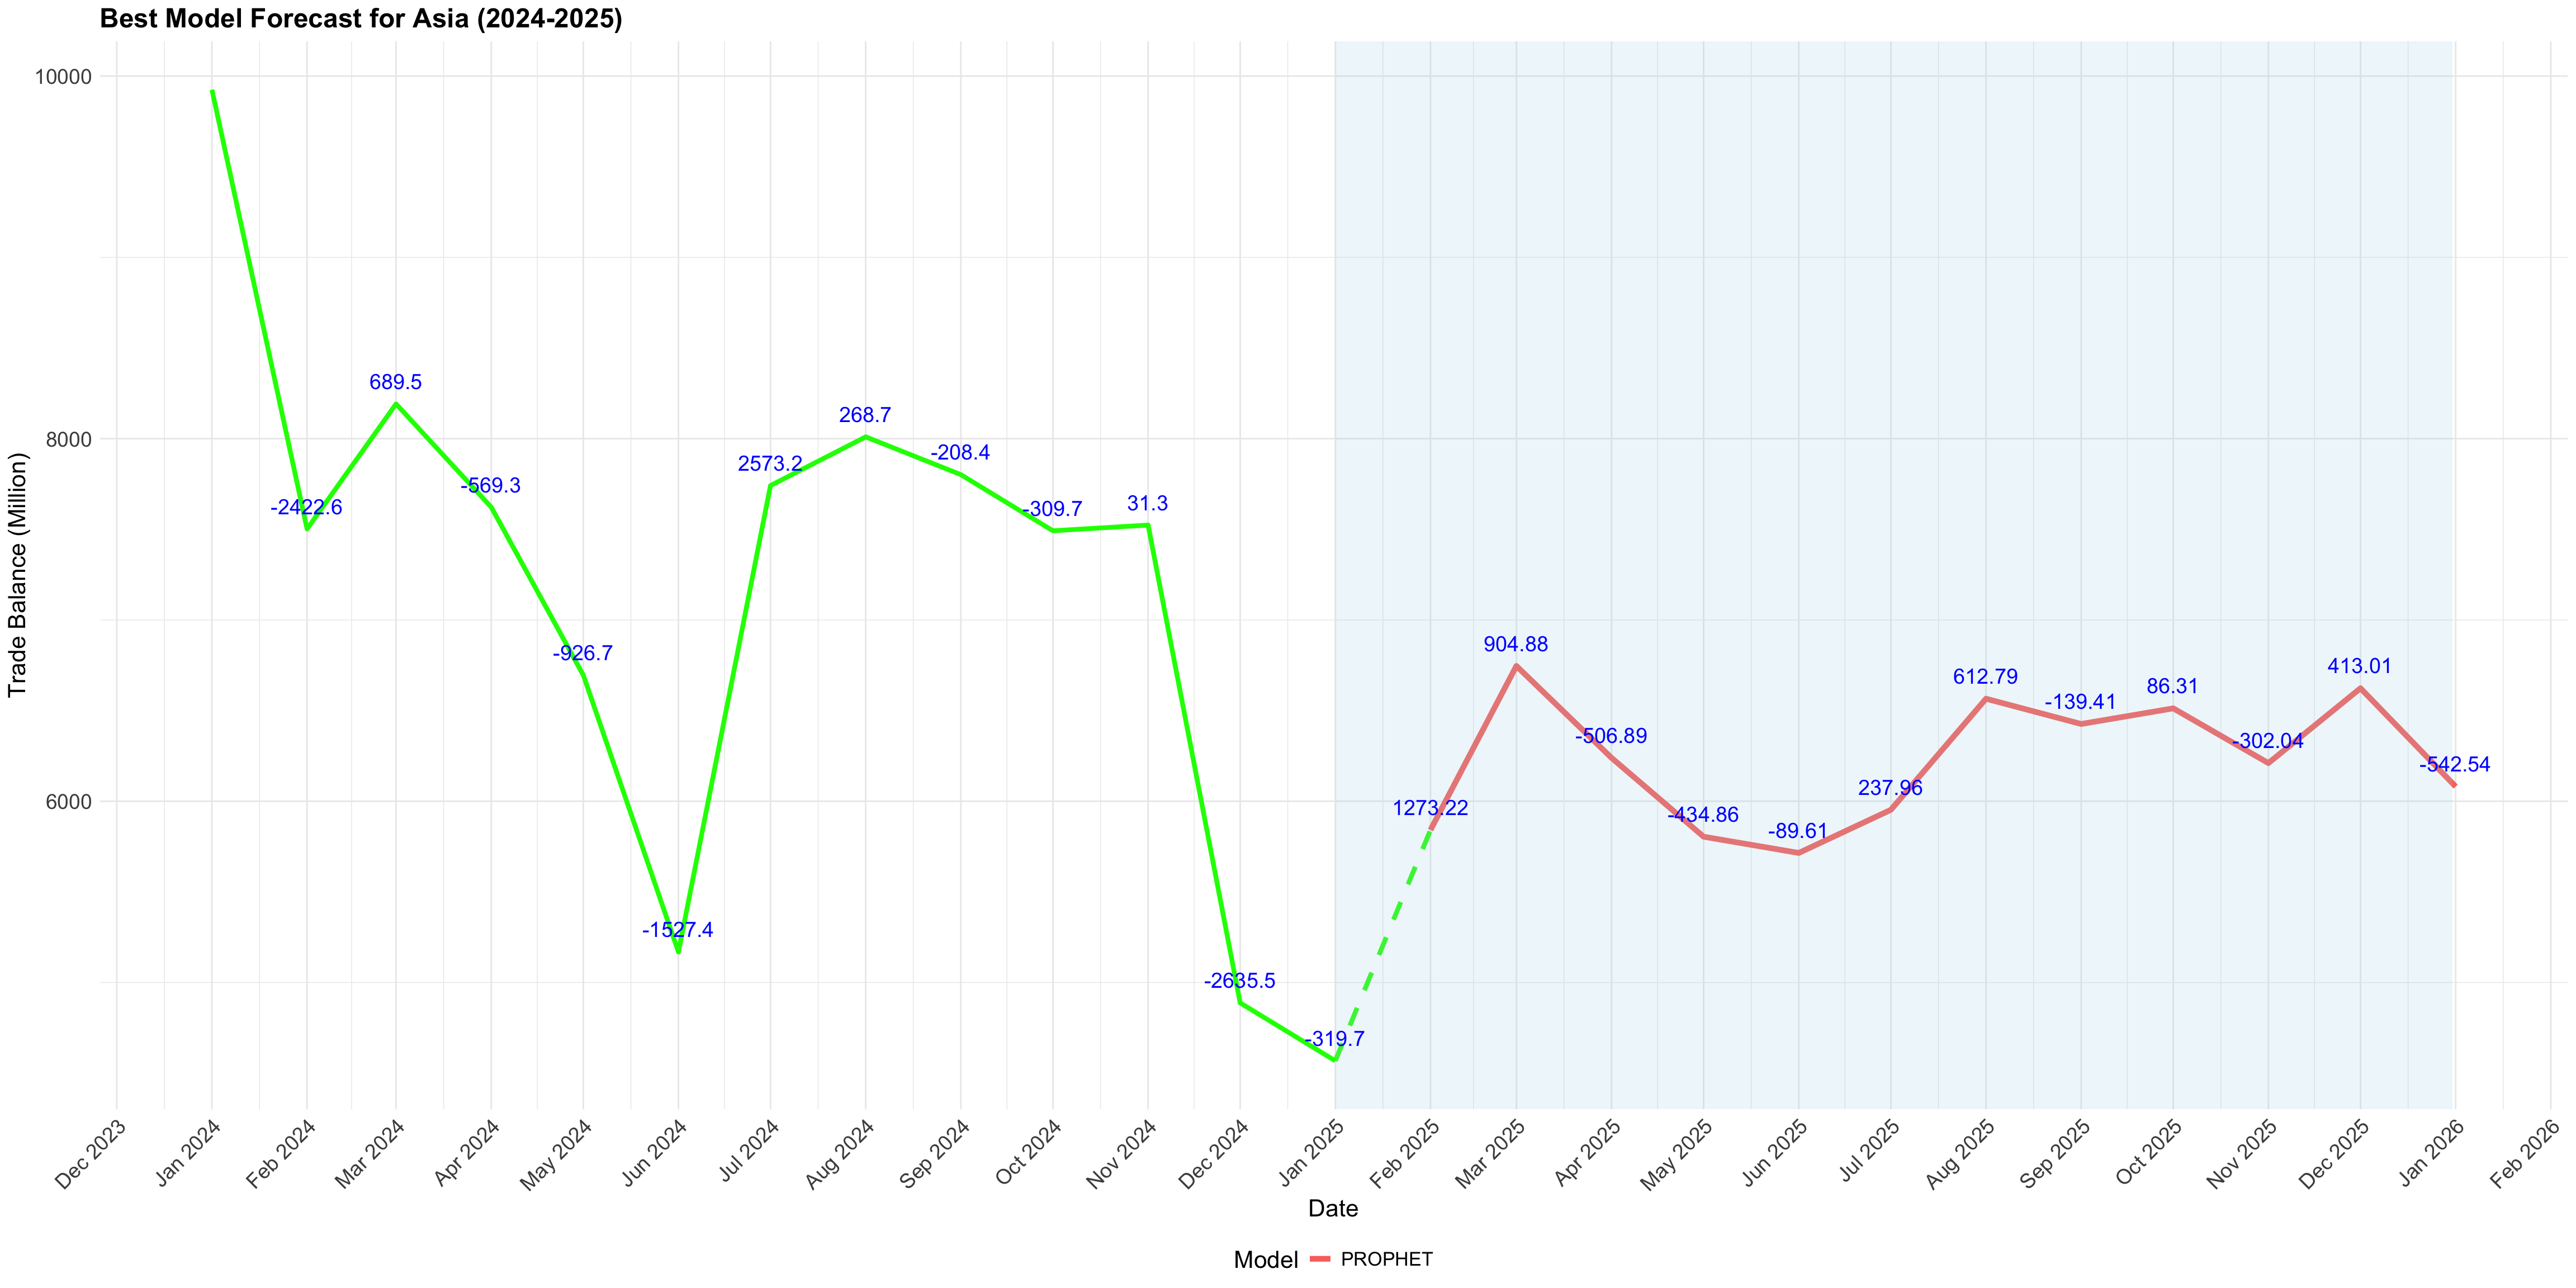 Best Model Forecast for Asia (2024-2025)
Trade Balance (Million)
10000
8000
6000
-2422.6
689.5
-569.3
-926.7
-1527.4
2573.2
268.7
-208.4
-309.7
31.3
-2635.5
-319.7
1273.22
904.88
-506.89
-434.86
-89.61
237.96
612.79
-139.41
86.31
-302.04
413.01
-542.54
Dec 2023
Jan 2024
Feb 2024
Mar 2024
Apr 2024
May 2024
Jun 2024
Jul 2024
Aug 2024
Sep 2024
Oct 2024
Nov 2024
Dec 2024
Jan 2025
Feb 2025
Mar 2025
Apr 2025
May 2025
Jun 2025
Jul 2025
Aug 2025
Sep 2025
Oct 2025
Nov 2025
Dec 2025
Jan 2026
Feb 2026
Date
Model PROPHET